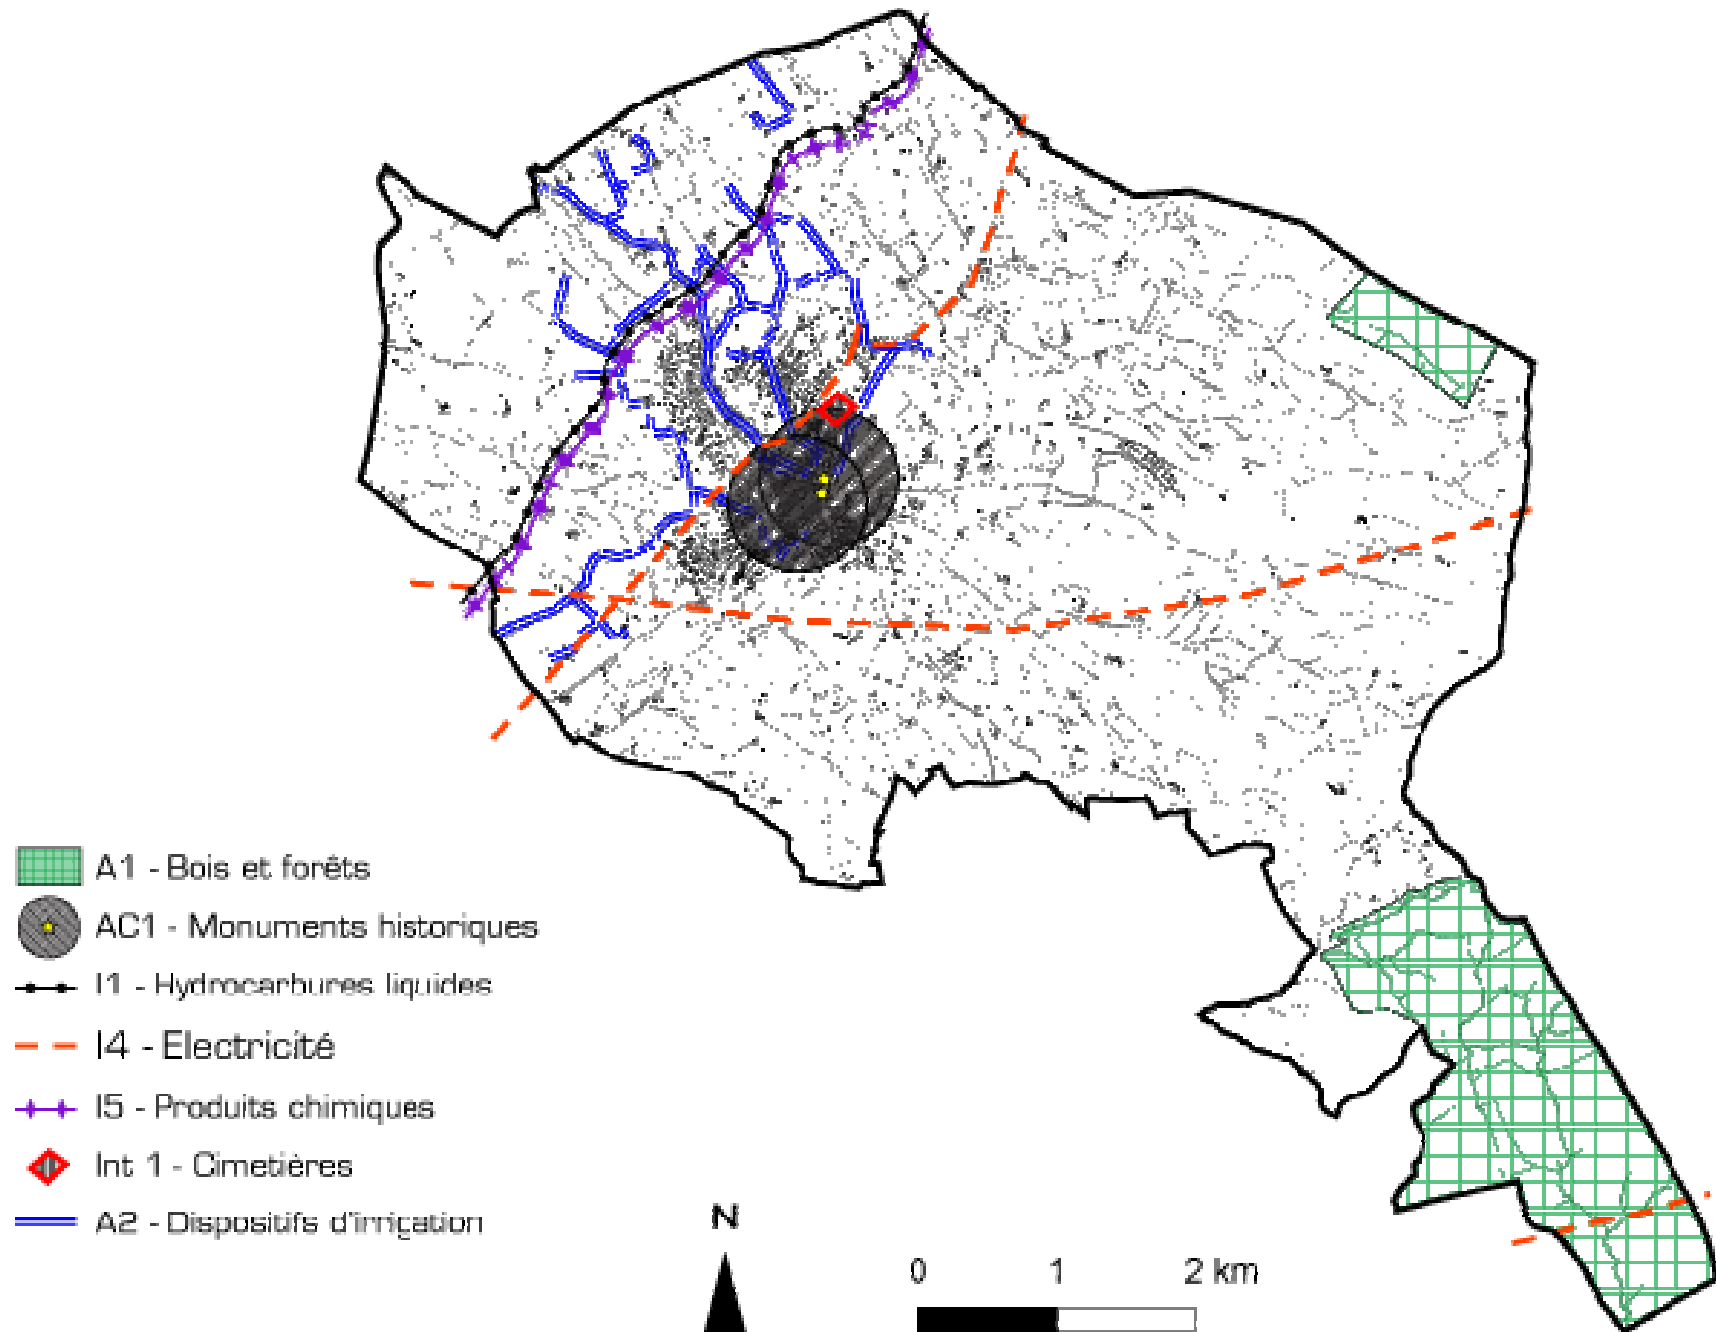 A1 - Bois et forêts
AC1 - Monuments historiques
I1 - Hydrocarbures liquides
I4 - Electricité
I5 - Produits chimiques
Int 1 - Cimetières
A2 - Dispositifs d'irrigation
N
0 1 2 km